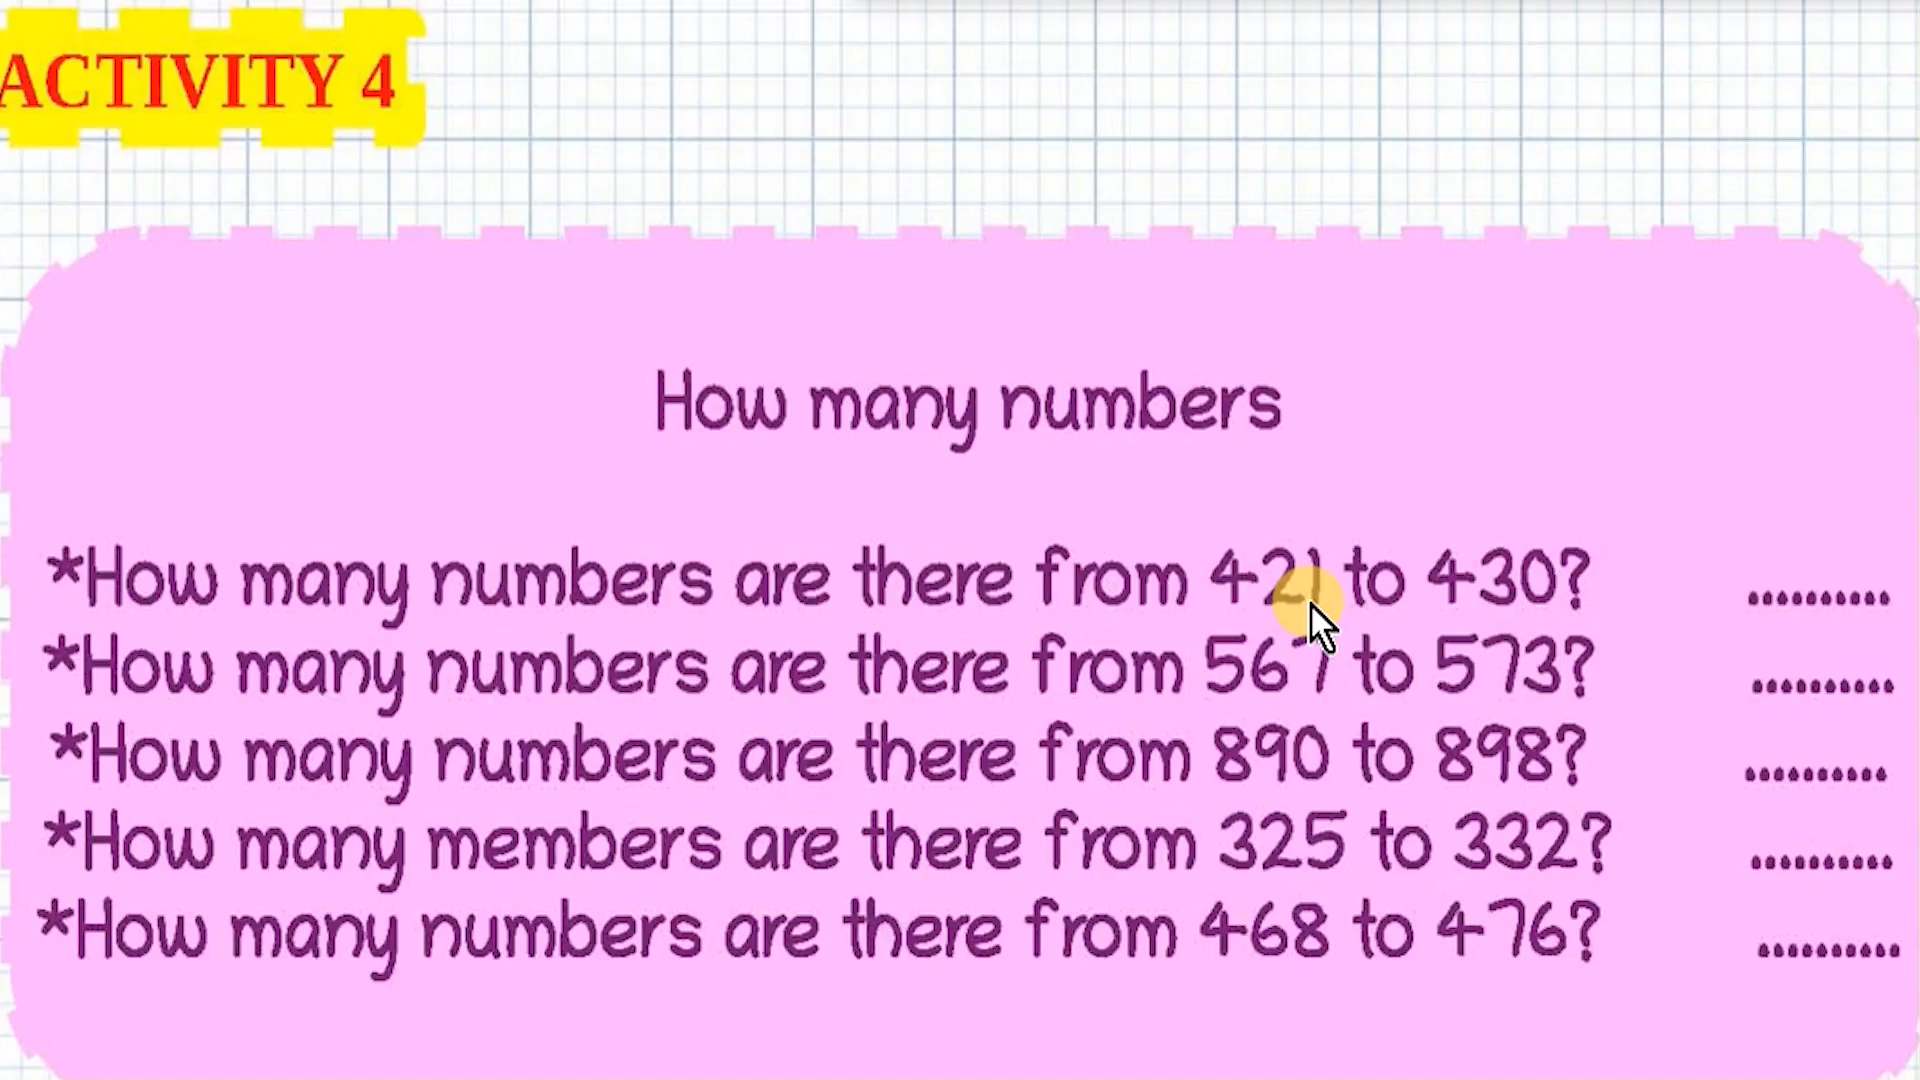 ACTIVITY 4
How many numbers
*How many numbers are there from 421 to 430? ..........
*How many numbers are there from 567 to 573? ..........
*How many numbers are there from 890 to 898? ..........
*How many members are there from 325 to 332? ..........
*How many numbers are there from 468 to 476? ..........